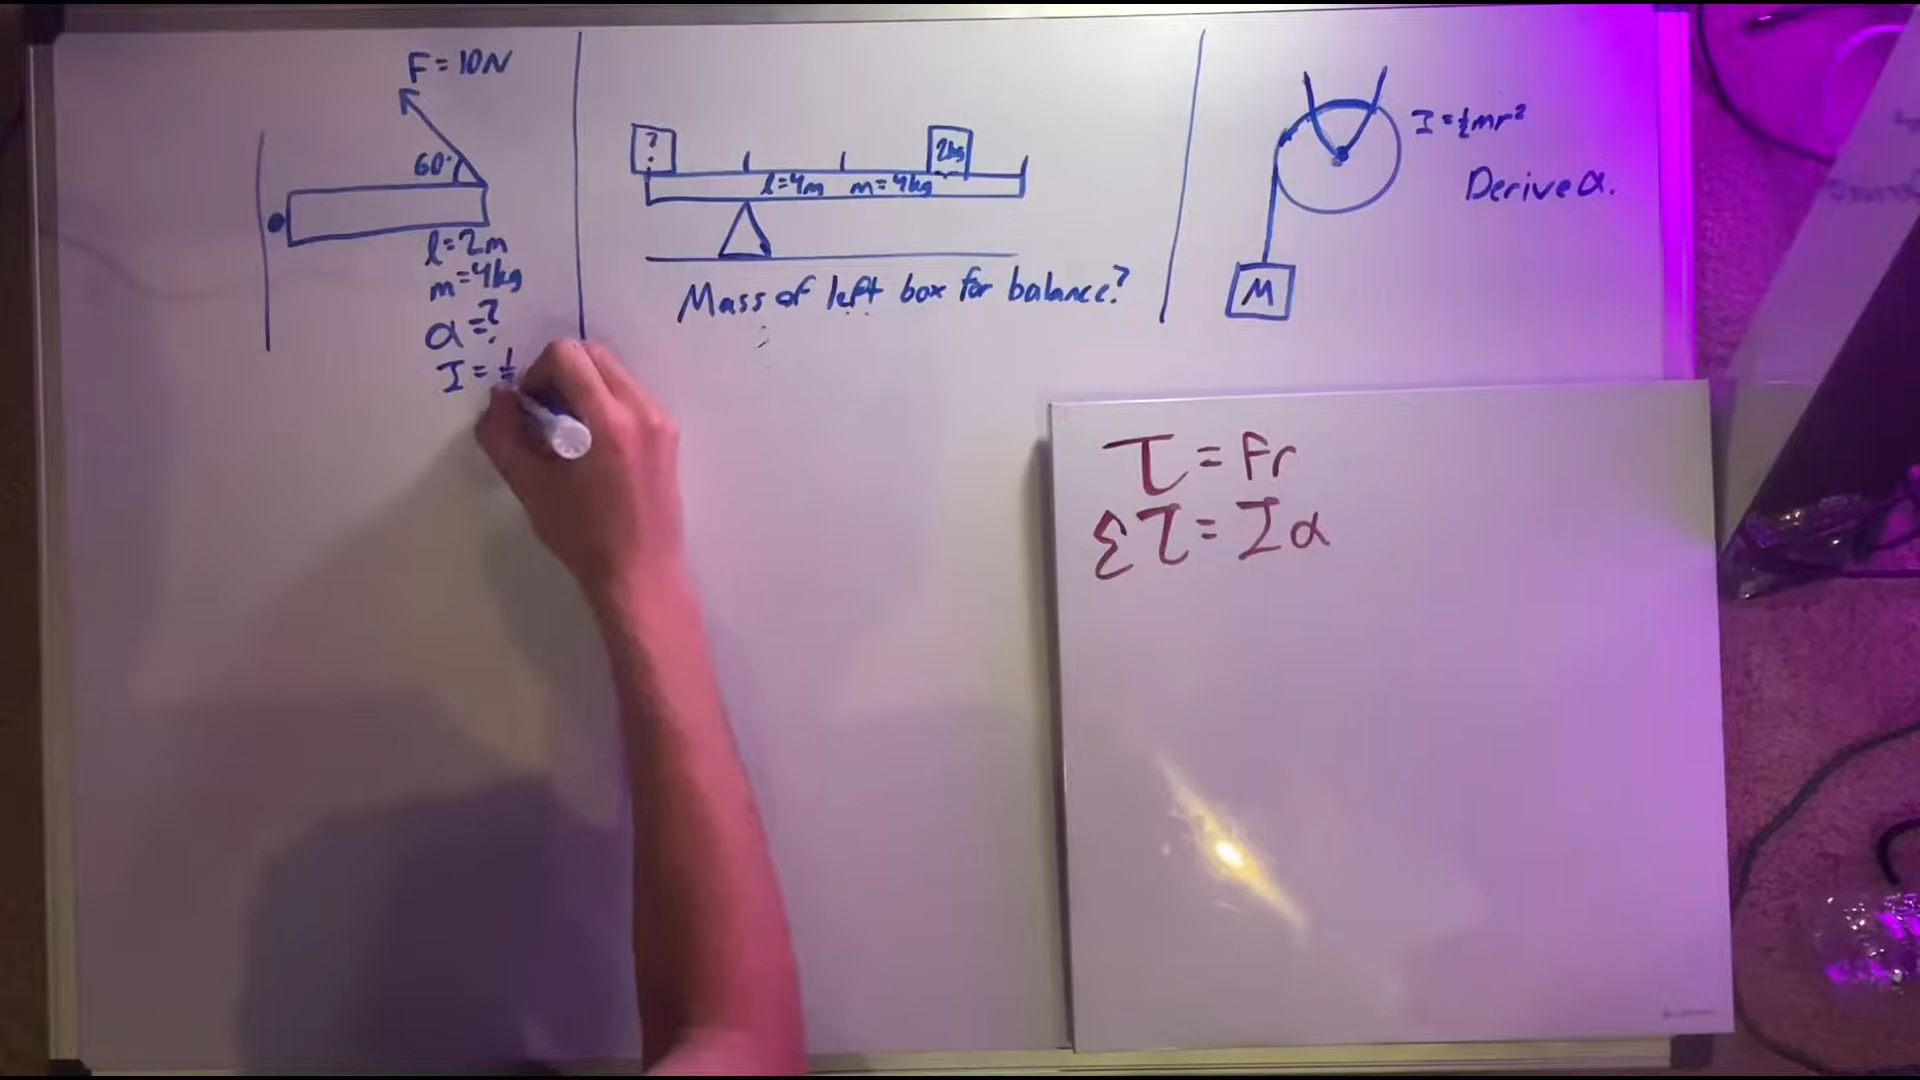 F = 10N
60°
l = 2m
m = 4kg
α = ?
I = 1
?
2kg
l = 4m m = 4kg
Mass of left box for balance?
I = ½mr²
Derive α.
M
τ = Fr
Στ = Iα